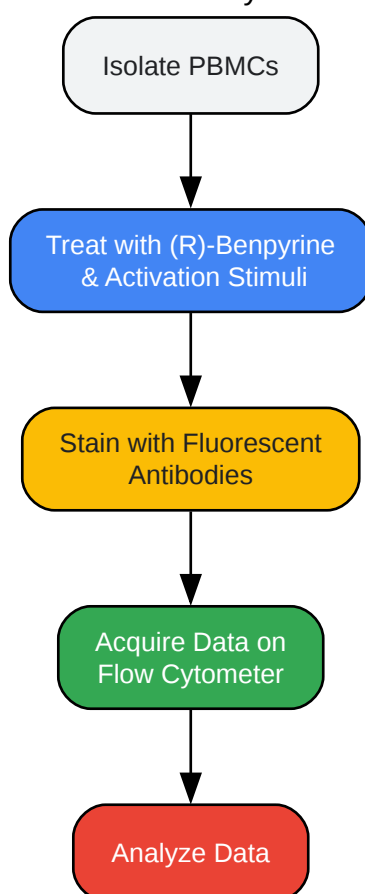 Isolate PBMCs
Treat with (R)-Benpyrine
& Activation Stimuli
Stain with Fluorescent
Antibodies
Acquire Data on
Flow Cytometer
Analyze Data